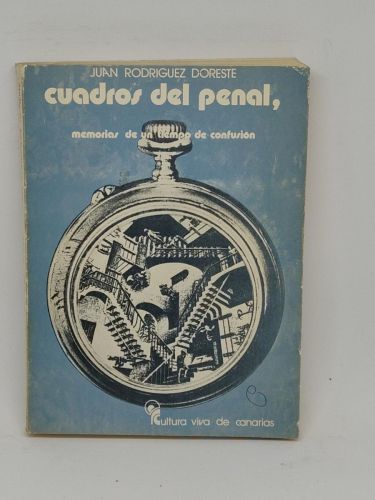 JUAN RODRIGUEZ DORESTE
cuadros del penal,
memorias de un tiempo de confusión
cultura viva de canarias